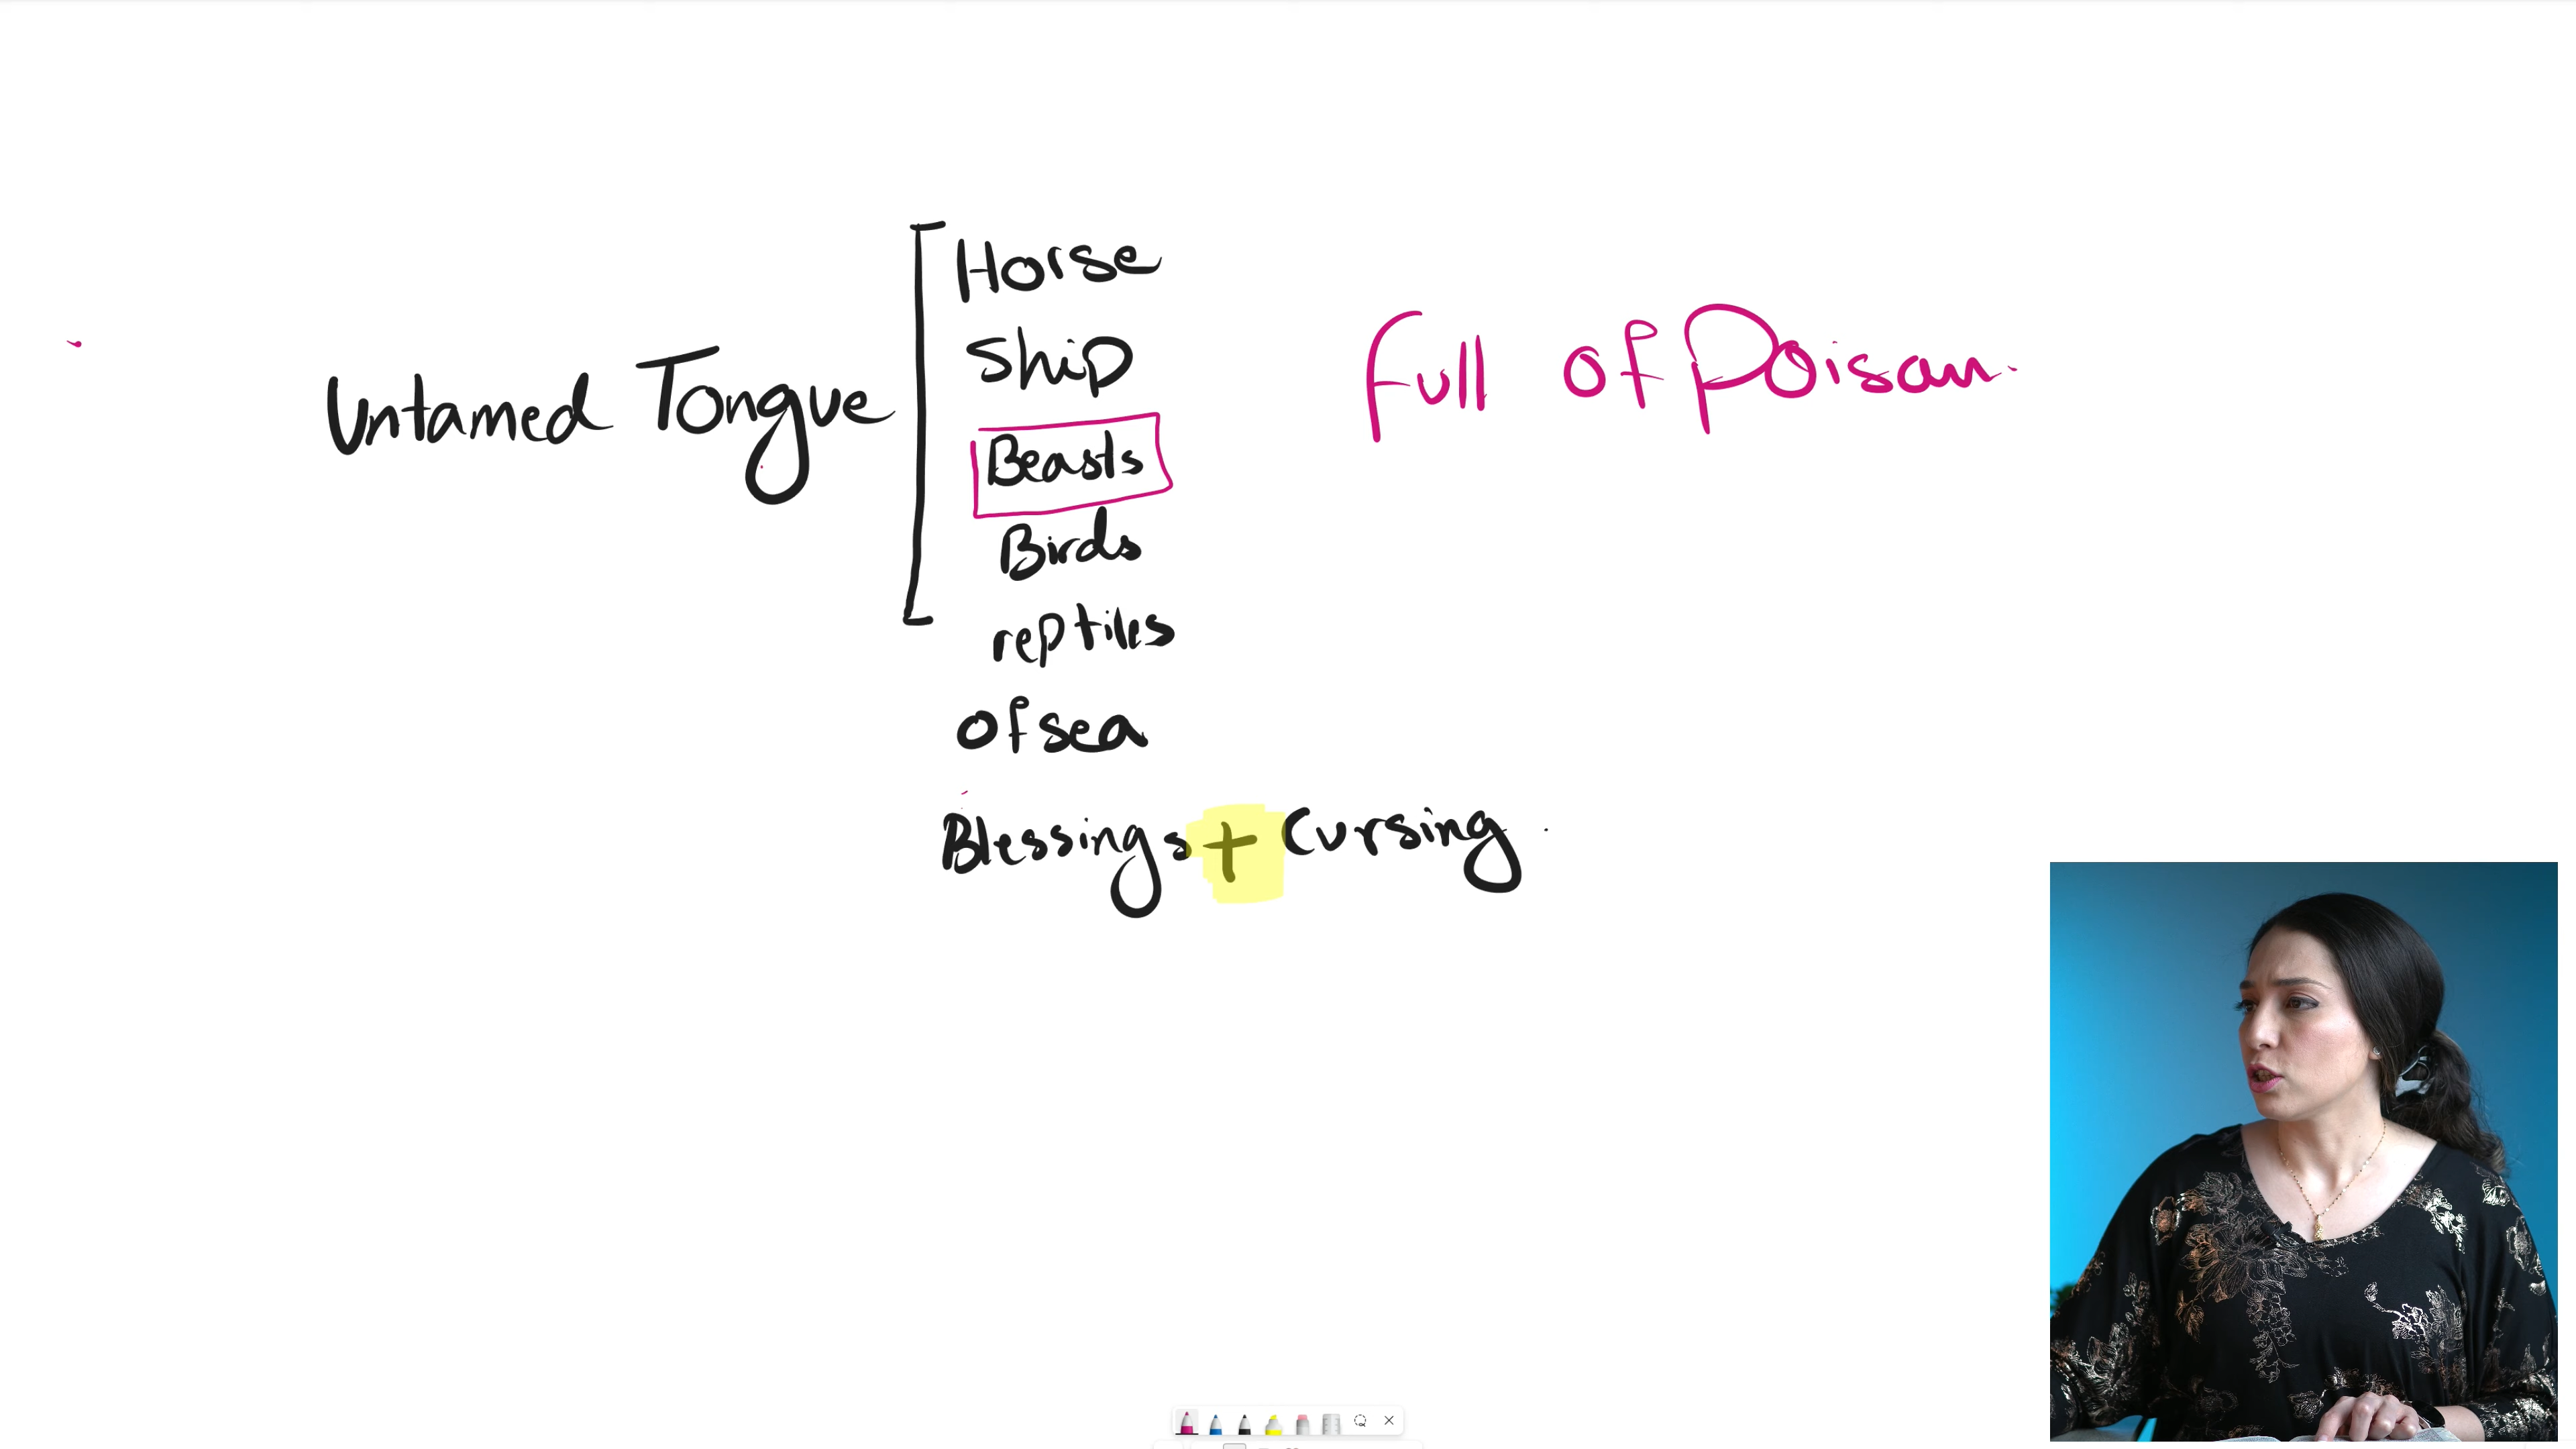 Untamed Tongue
Horse
Ship
Beasts
Birds
reptiles
of sea
Blessings + Cursing.
Full of Poison.